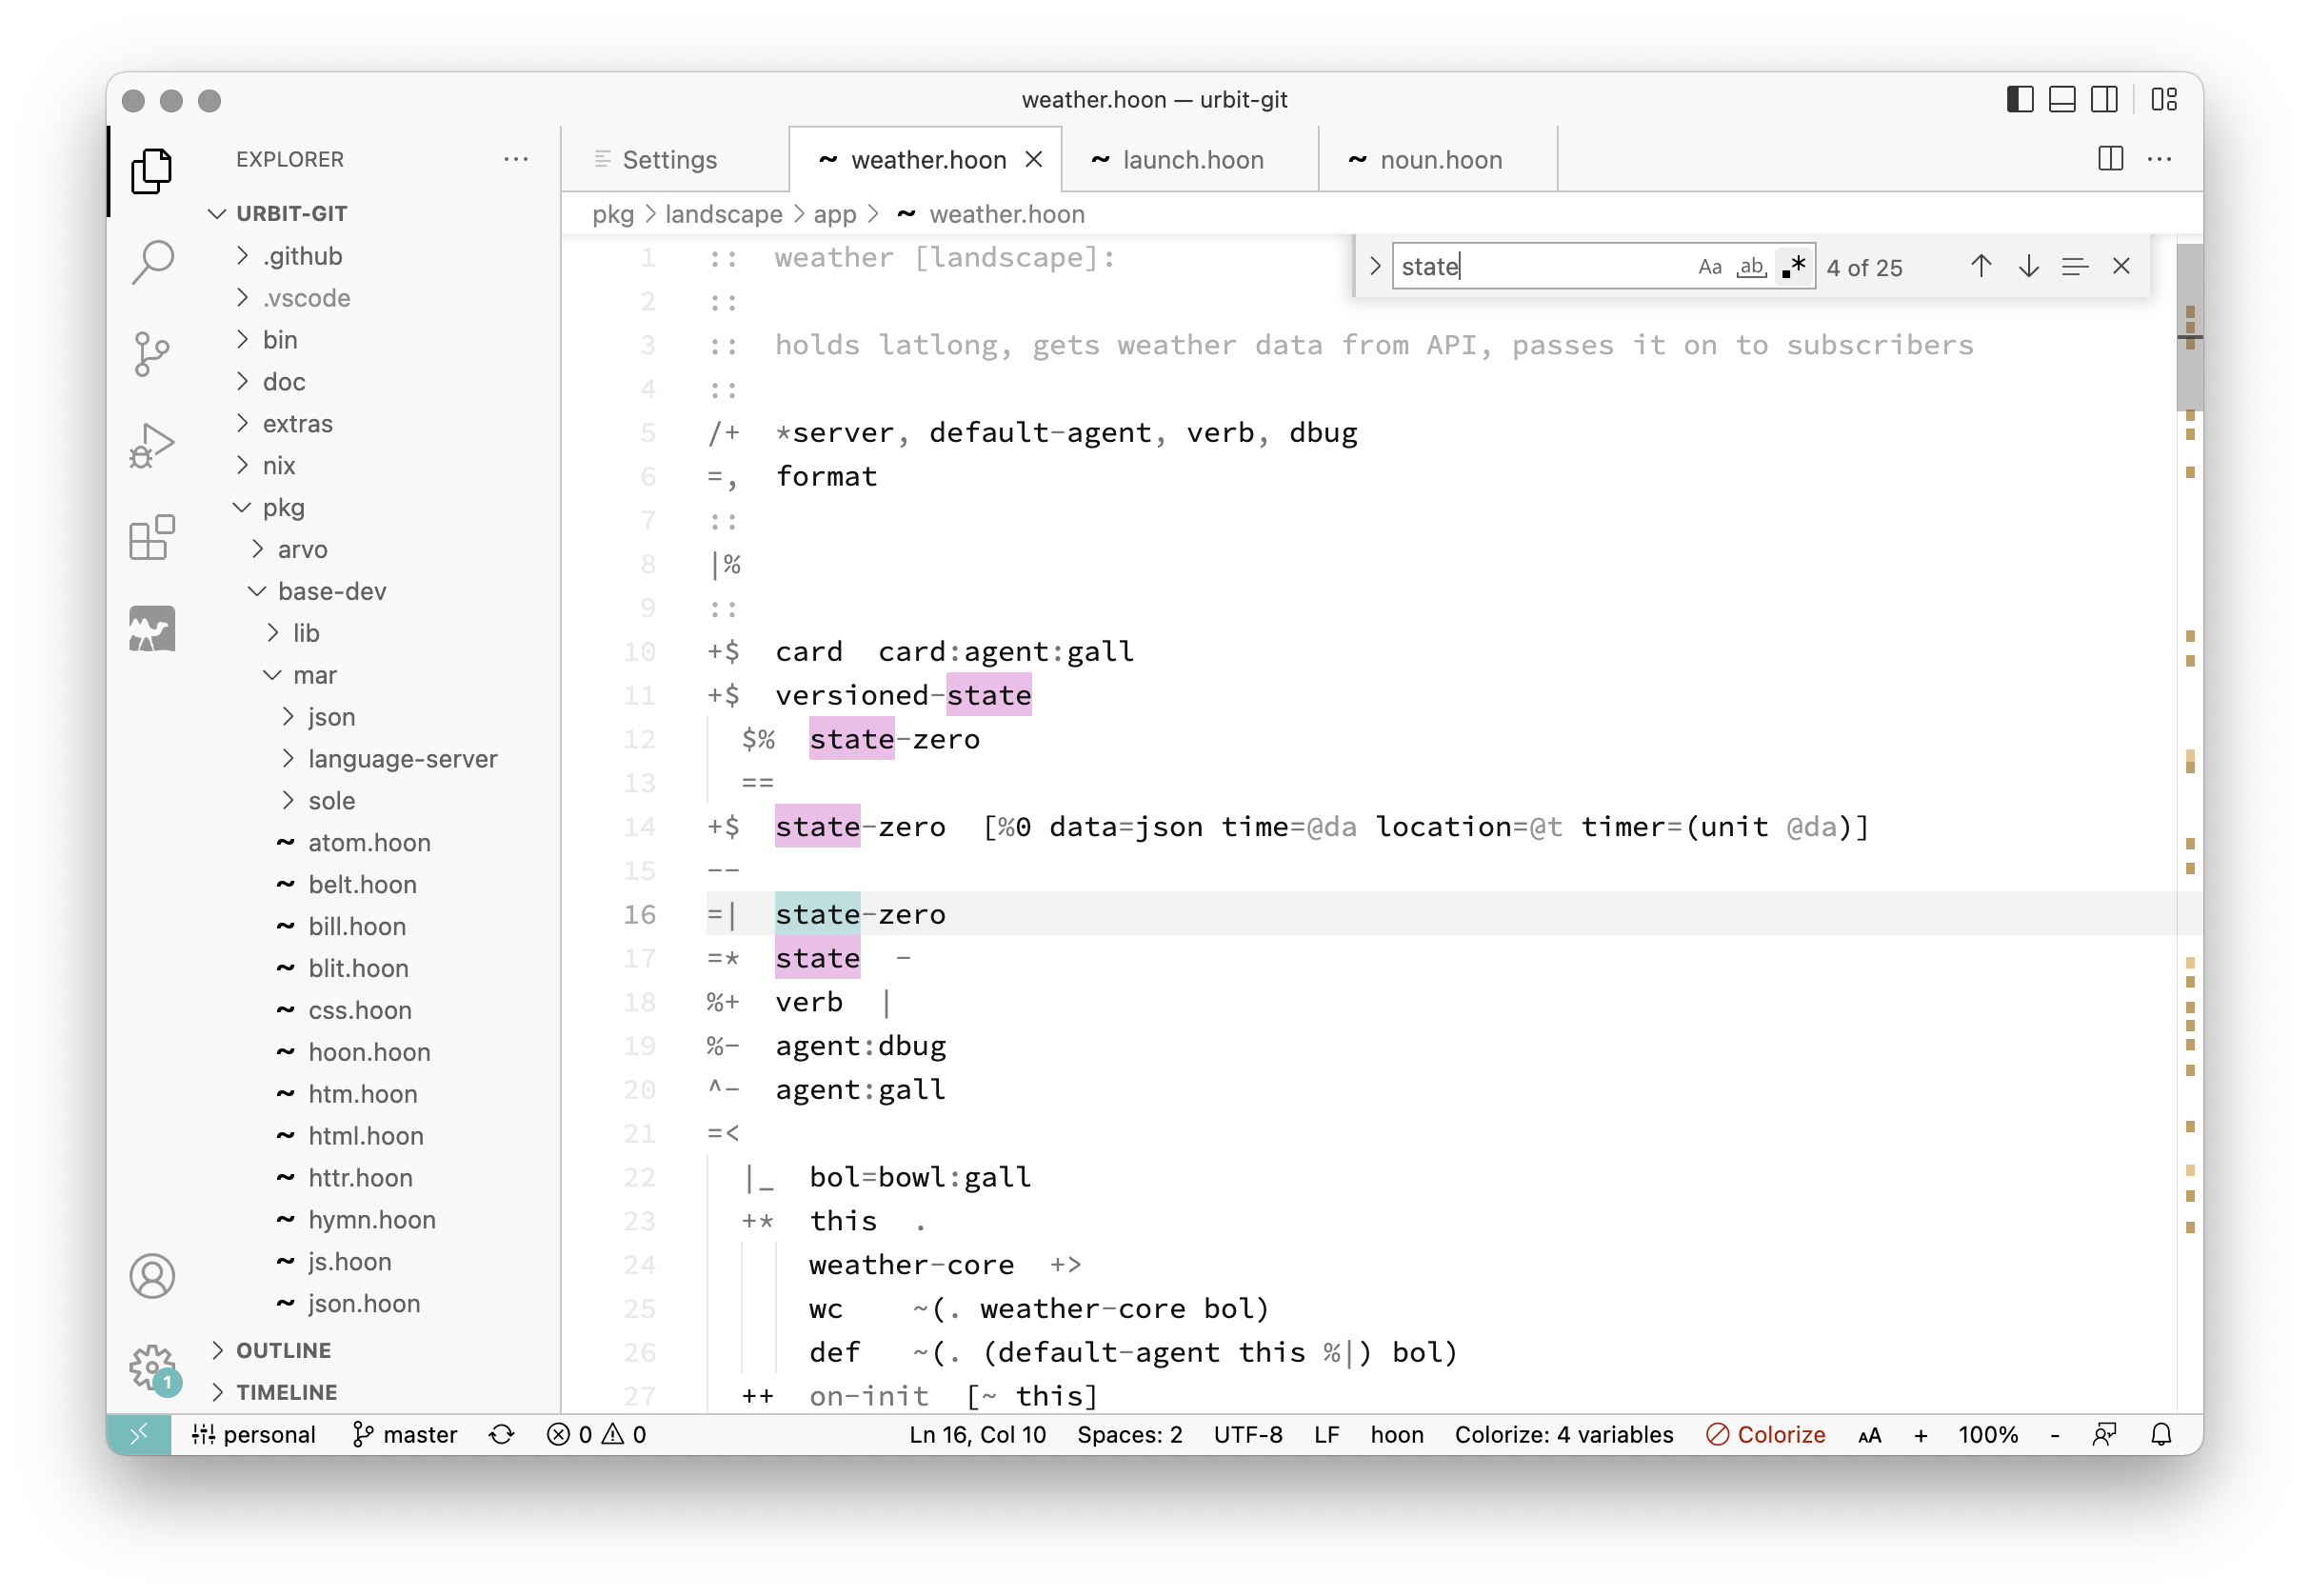 weather.hoon — urbit-git
EXPLORER
URBIT-GIT
.github
.vscode
bin
doc
extras
nix
pkg
arvo
base-dev
lib
mar
json
language-server
sole
~ atom.hoon
~ belt.hoon
~ bill.hoon
~ blit.hoon
~ css.hoon
~ hoon.hoon
~ htm.hoon
~ html.hoon
~ httr.hoon
~ hymn.hoon
~ js.hoon
~ json.hoon
OUTLINE
TIMELINE
1
Settings
~ weather.hoon
~ launch.hoon
~ noun.hoon
pkg > landscape > app > ~ weather.hoon
state Aa ab .* 4 of 25
1 :: weather [landscape]:
2 ::
3 :: holds latlong, gets weather data from API, passes it on to subscribers
4 ::
5 /+ *server, default-agent, verb, dbug
6 =, format
7 ::
8 |%
9 ::
10 +$ card card:agent:gall
11 +$ versioned-state
12 $% state-zero
13 ==
14 +$ state-zero [%0 data=json time=@da location=@t timer=(unit @da)]
15 --
16 =| state-zero
17 =* state -
18 %+ verb |
19 %- agent:dbug
20 ^- agent:gall
21 =<
22 |_ bol=bowl:gall
23 +* this .
24 weather-core +>
25 wc ~(. weather-core bol)
26 def ~(. (default-agent this %|) bol)
27 ++ on-init [~ this]
personal master 0 0 Ln 16, Col 10 Spaces: 2 UTF-8 LF hoon Colorize: 4 variables Colorize AA + 100% -